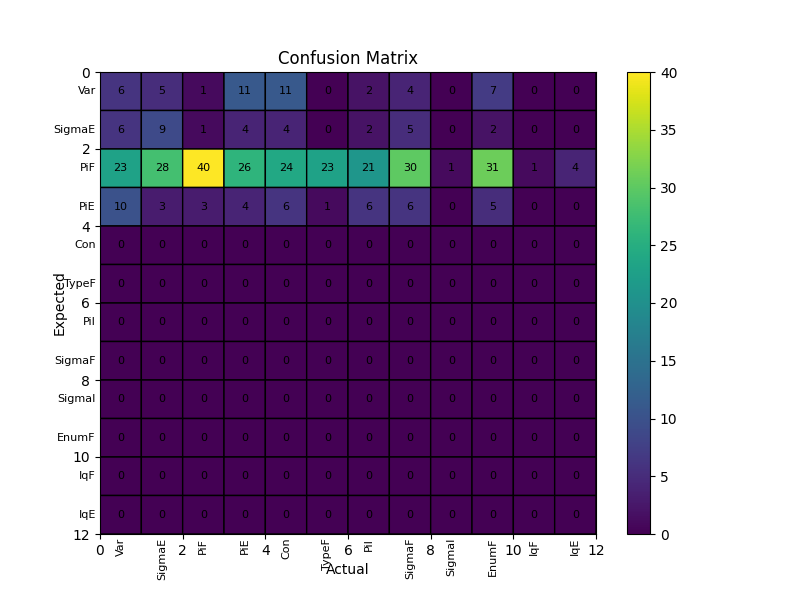 Confusion Matrix
0
Var 6 5 1 11 11 0 2 4 0 7 0 0
SigmaE 6 9 1 4 4 0 2 5 0 2 0 0
2
PiF 23 28 40 26 24 23 21 30 1 31 1 4
PiE 10 3 3 4 6 1 6 6 0 5 0 0
4
Con 0 0 0 0 0 0 0 0 0 0 0 0
TypeF 0 0 0 0 0 0 0 0 0 0 0 0
6
PiI 0 0 0 0 0 0 0 0 0 0 0 0
SigmaF 0 0 0 0 0 0 0 0 0 0 0 0
8
SigmaI 0 0 0 0 0 0 0 0 0 0 0 0
EnumF 0 0 0 0 0 0 0 0 0 0 0 0
10
IqF 0 0 0 0 0 0 0 0 0 0 0 0
IqE 0 0 0 0 0 0 0 0 0 0 0 0
12
Expected
0 2 4 6 8 10 12
Var SigmaE PiF PiE Con TypeF PiI SigmaF SigmaI EnumF IqF IqE
Actual
40
35
30
25
20
15
10
5
0